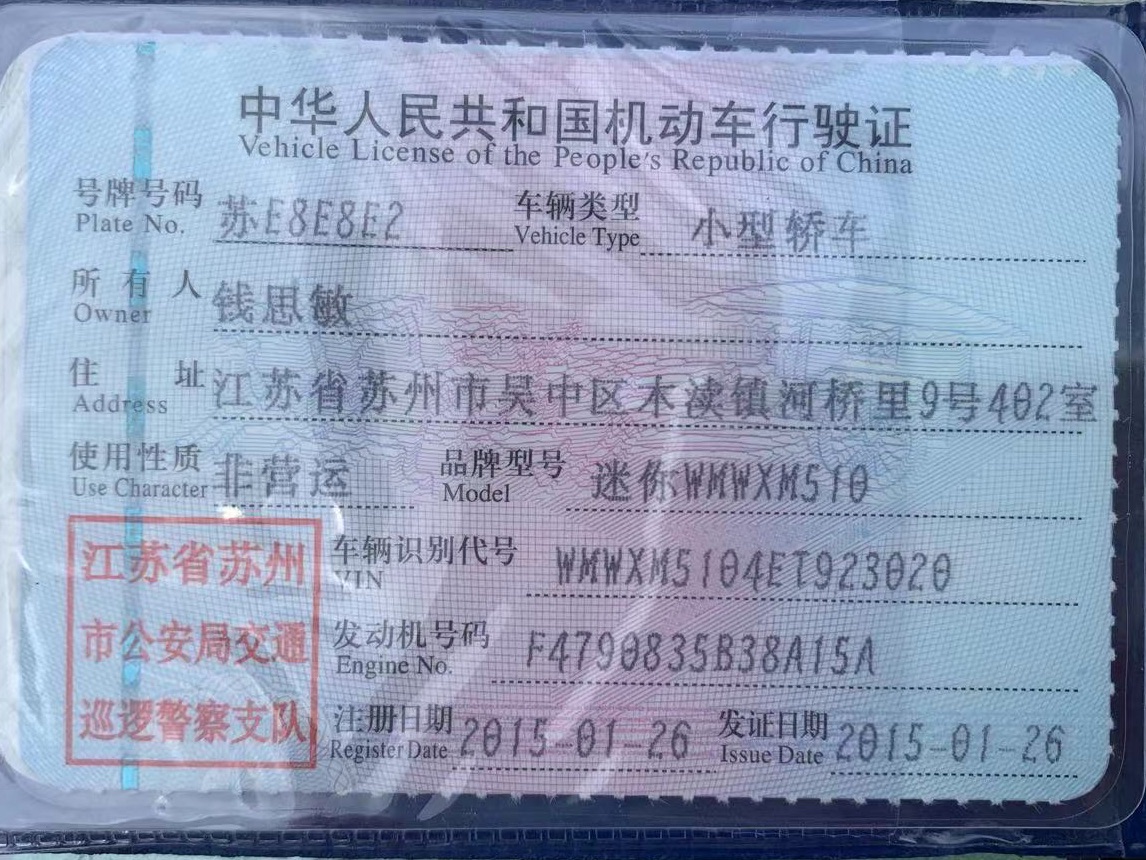 中华人民共和国机动车行驶证
Vehicle License of the People's Republic of China
号牌号码 苏E8E8E2 车辆类型 小型轿车
Plate No. Vehicle Type
所有人 钱思敏
Owner
住址 江苏省苏州市吴中区木渎镇河桥里9号402室
Address
使用性质 非营运 品牌型号 迷你WMWXM510
Use Character Model
江苏省苏州
市公安局交通
巡逻警察支队
车辆识别代号 WMWXM5104ET923020
VIN
发动机号码 F4790835B38A15A
Engine No.
注册日期 2015-01-26 发证日期 2015-01-26
Register Date Issue Date